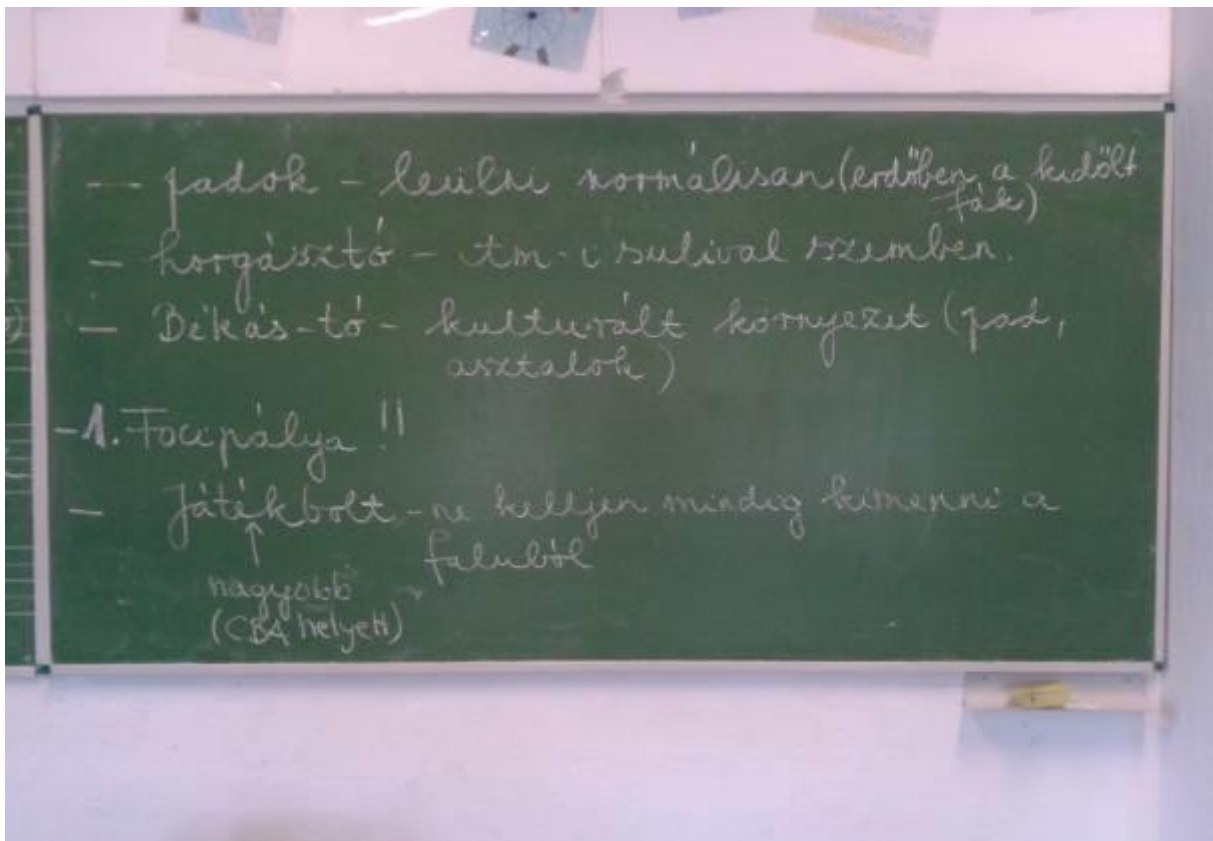 — padok - leülni normálisan (erdőben a kidőlt
fák)
— horgásztó - tm-i sulival szemben.
— Békás-tó - kulturált környezet (pad,
asztalok)
-1. Focipálya !!
— Játékbolt - ne kelljen mindig kimenni a
faluból
↑
nagyobb
(CBA helyett)